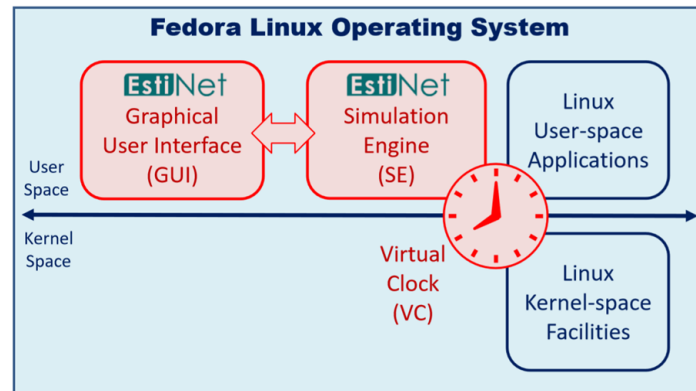 Fedora Linux Operating System
EstiNet
Graphical
User Interface
(GUI)
EstiNet
Simulation
Engine
(SE)
Linux
User-space
Applications
User
Space
Kernel
Space
Virtual
Clock
(VC)
Linux
Kernel-space
Facilities